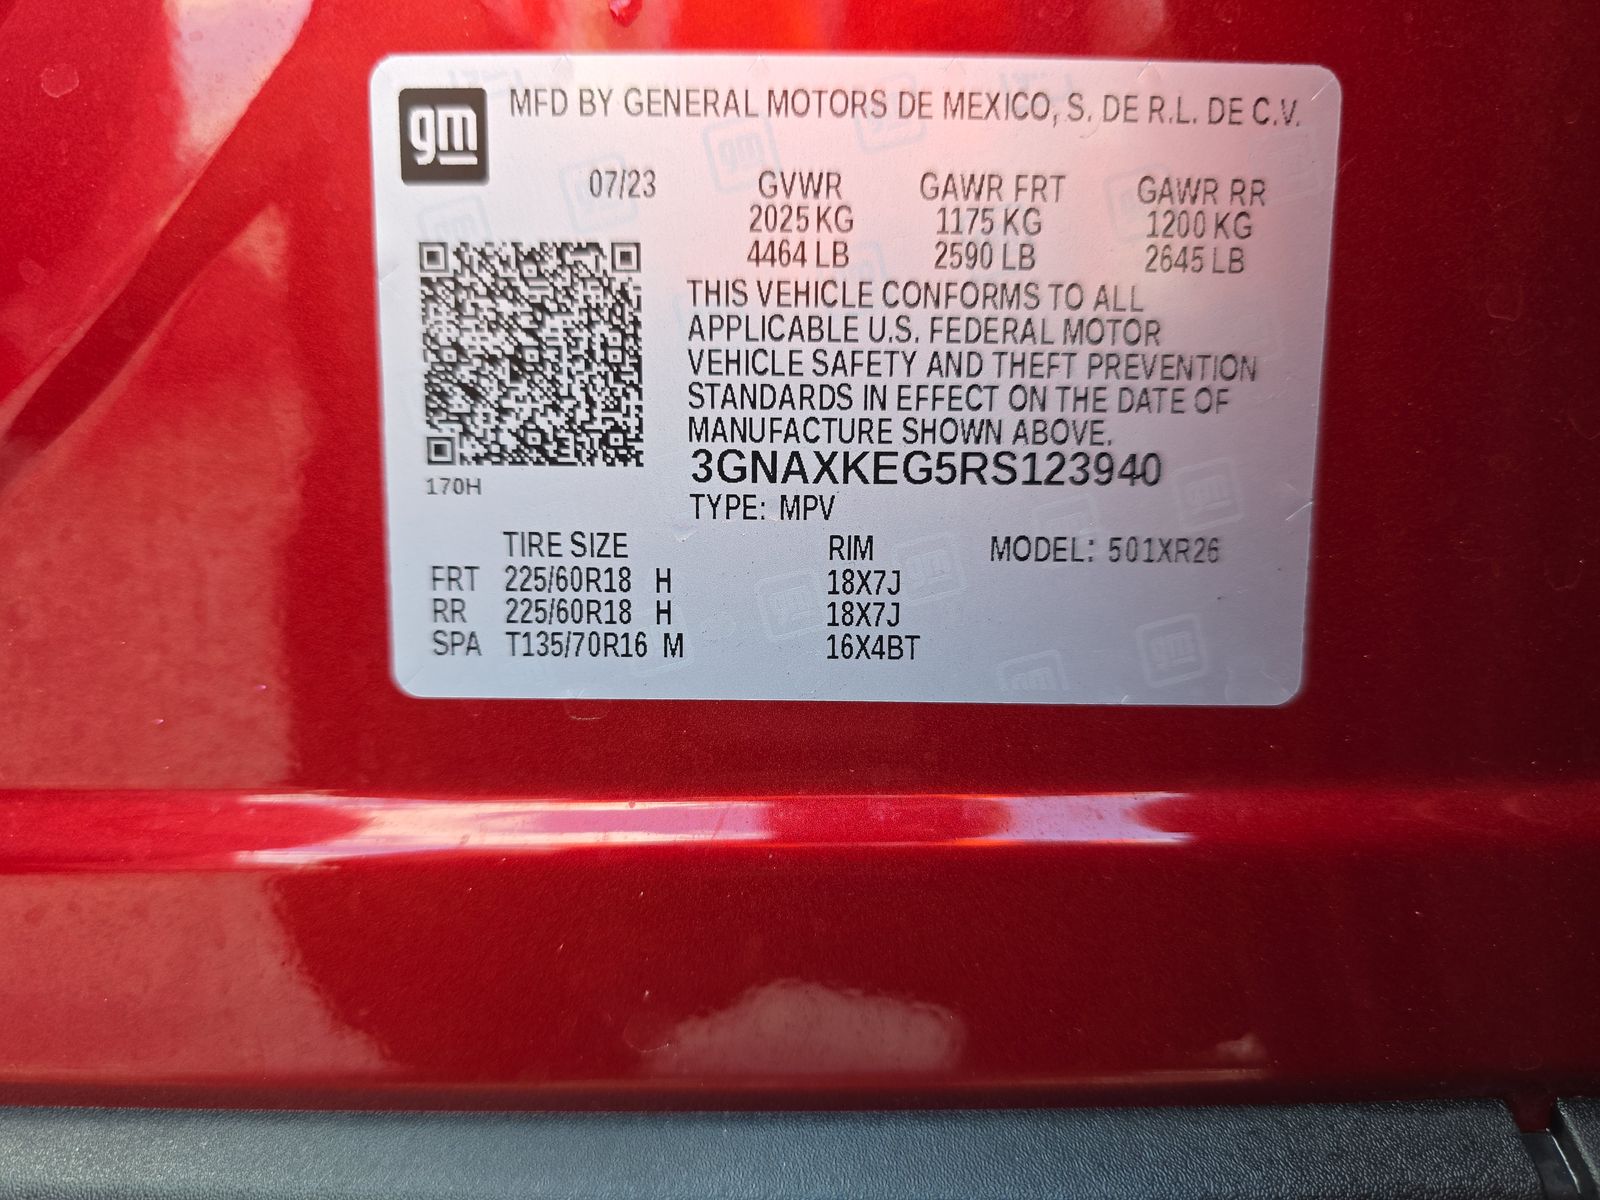 gm MFD BY GENERAL MOTORS DE MEXICO, S. DE R.L. DE C.V.
07/23 GVWR GAWR FRT GAWR RR
2025 KG 1175 KG 1200 KG
4464 LB 2590 LB 2645 LB
THIS VEHICLE CONFORMS TO ALL
APPLICABLE U.S. FEDERAL MOTOR
VEHICLE SAFETY AND THEFT PREVENTION
STANDARDS IN EFFECT ON THE DATE OF
MANUFACTURE SHOWN ABOVE.
3GNAXKEG5RS123940
170H
TYPE: MPV
TIRE SIZE RIM MODEL: 501XR26
FRT 225/60R18 H 18X7J
RR 225/60R18 H 18X7J
SPA T135/70R16 M 16X4BT